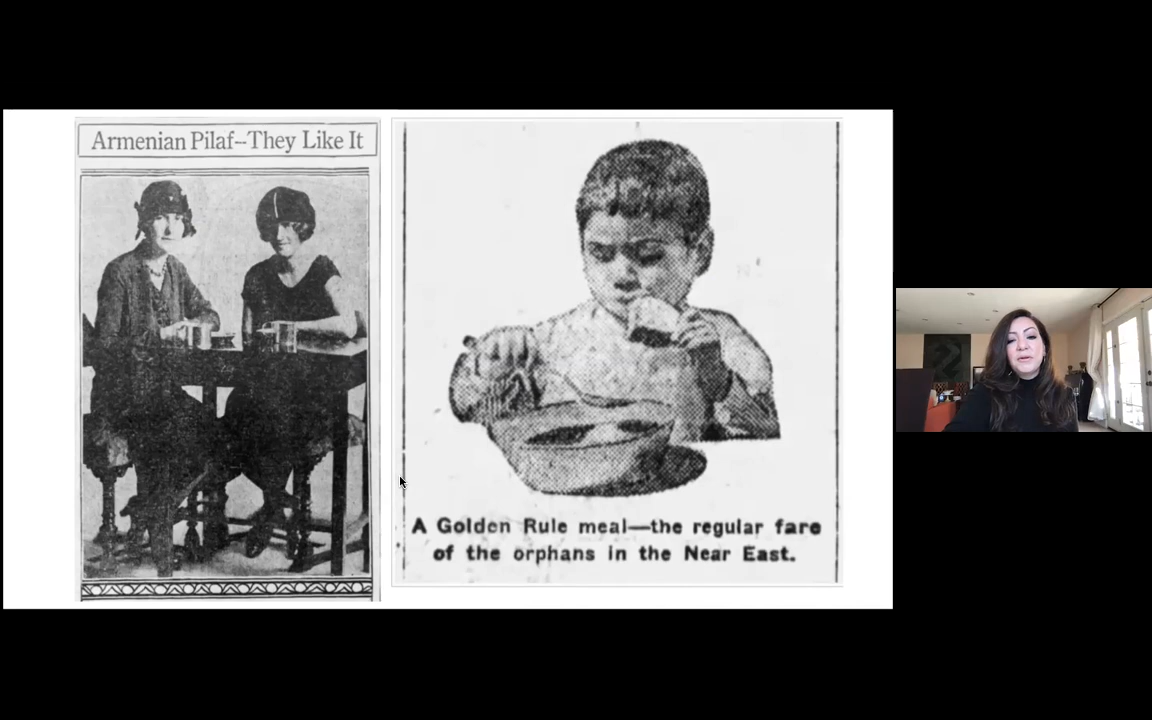 Armenian Pilaf--They Like It
A Golden Rule meal—the regular fare
of the orphans in the Near East.